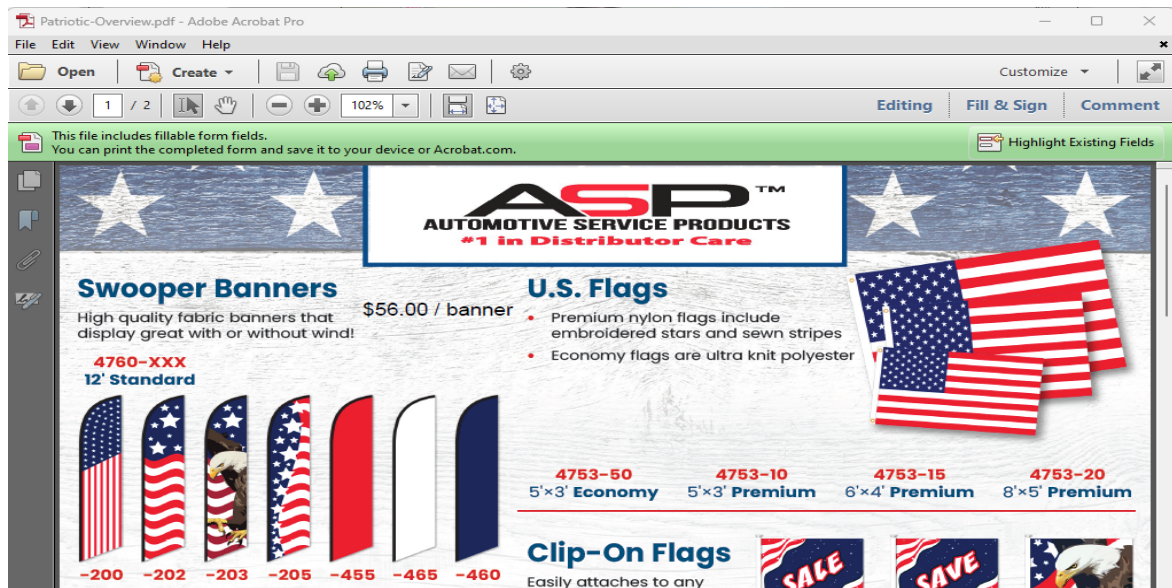 Patriotic-Overview.pdf - Adobe Acrobat Pro
File Edit View Window Help
Open Create Customize
1 / 2 102% Editing Fill & Sign Comment
This file includes fillable form fields.
You can print the completed form and save it to your device or Acrobat.com.
Highlight Existing Fields
ASP™
AUTOMOTIVE SERVICE PRODUCTS
#1 in Distributor Care
Swooper Banners
High quality fabric banners that
display great with or without wind!
$56.00 / banner
4760-XXX
12' Standard
-200 -202 -203 -205 -455 -465 -460
U.S. Flags
• Premium nylon flags include
embroidered stars and sewn stripes
• Economy flags are ultra knit polyester
4753-50 4753-10 4753-15 4753-20
5'×3' Economy 5'×3' Premium 6'×4' Premium 8'×5' Premium
Clip-On Flags
Easily attaches to any
SALE
SAVE